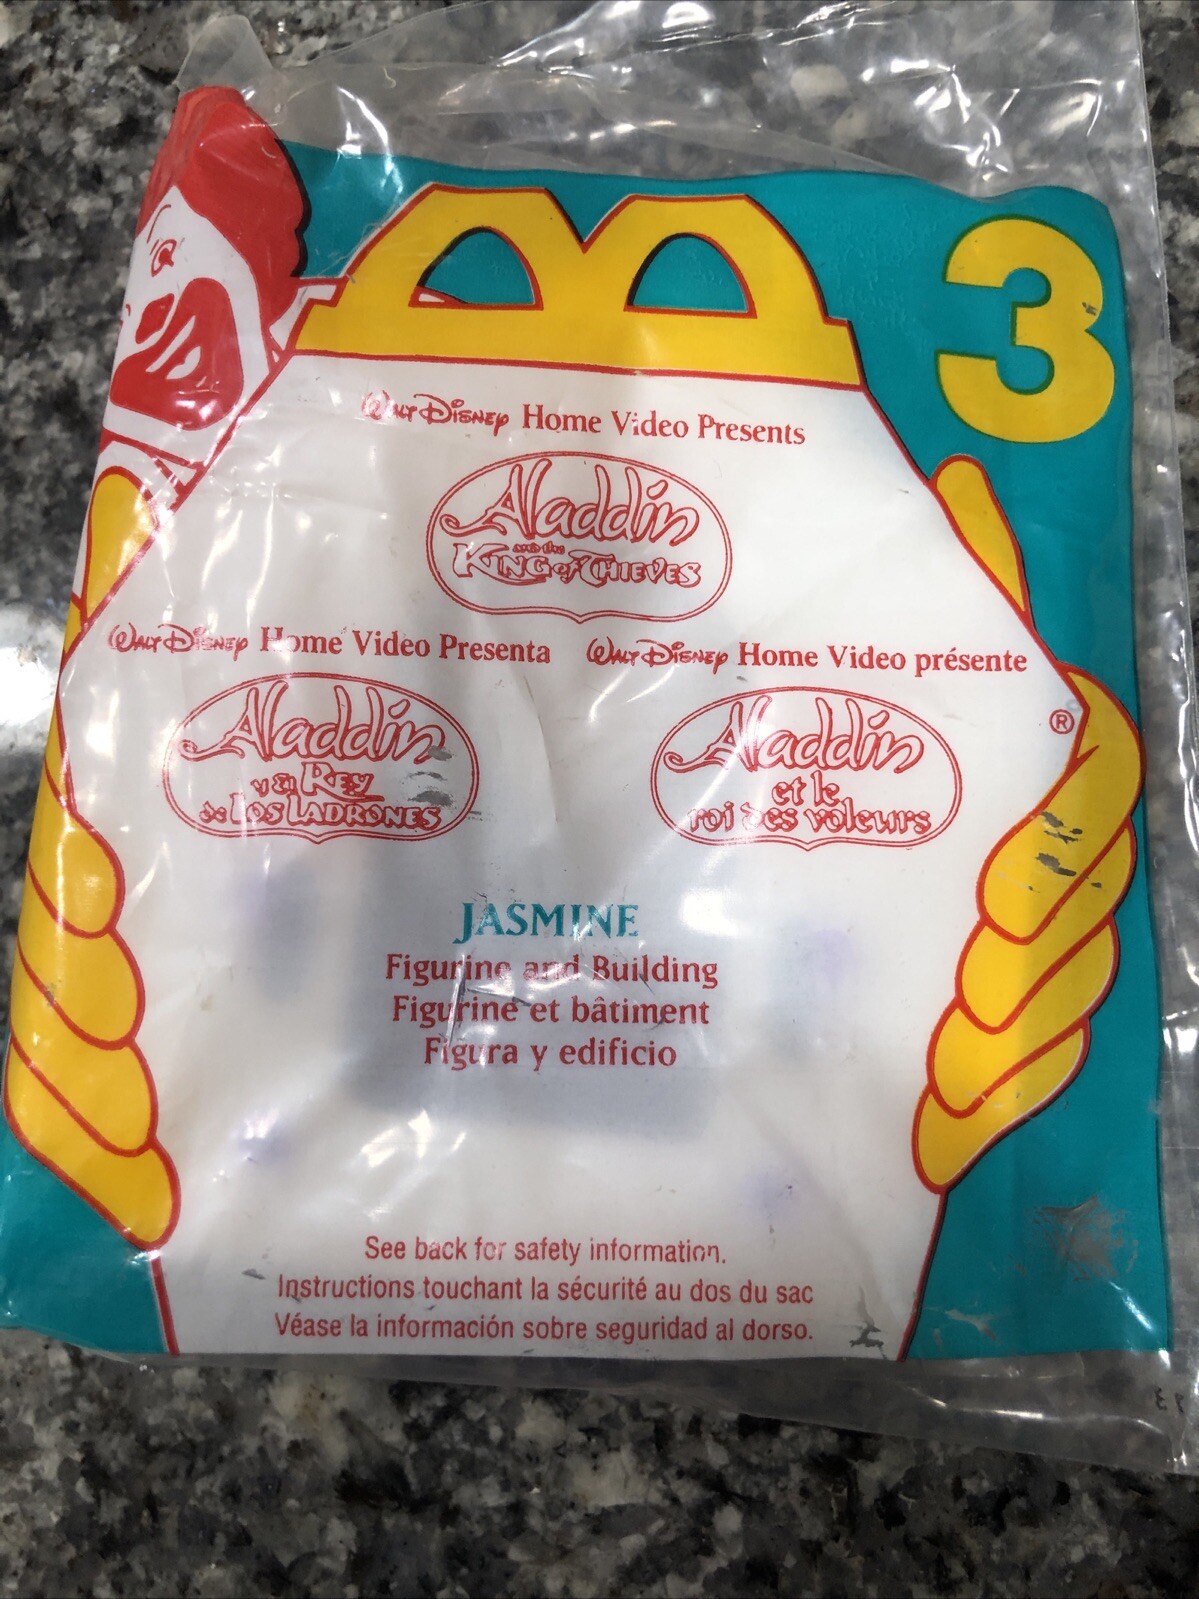 3
Walt Disney Home Video Presents
Aladdin
and the
King of Thieves
Walt Disney Home Video Presenta
Walt Disney Home Video présente
Aladdin
y el Rey
de los Ladrones
Aladdin
et le
roi des voleurs
®
JASMINE
Figurine and Building
Figurine et bâtiment
Figura y edificio
See back for safety information.
Instructions touchant la sécurité au dos du sac
Véase la información sobre seguridad al dorso.